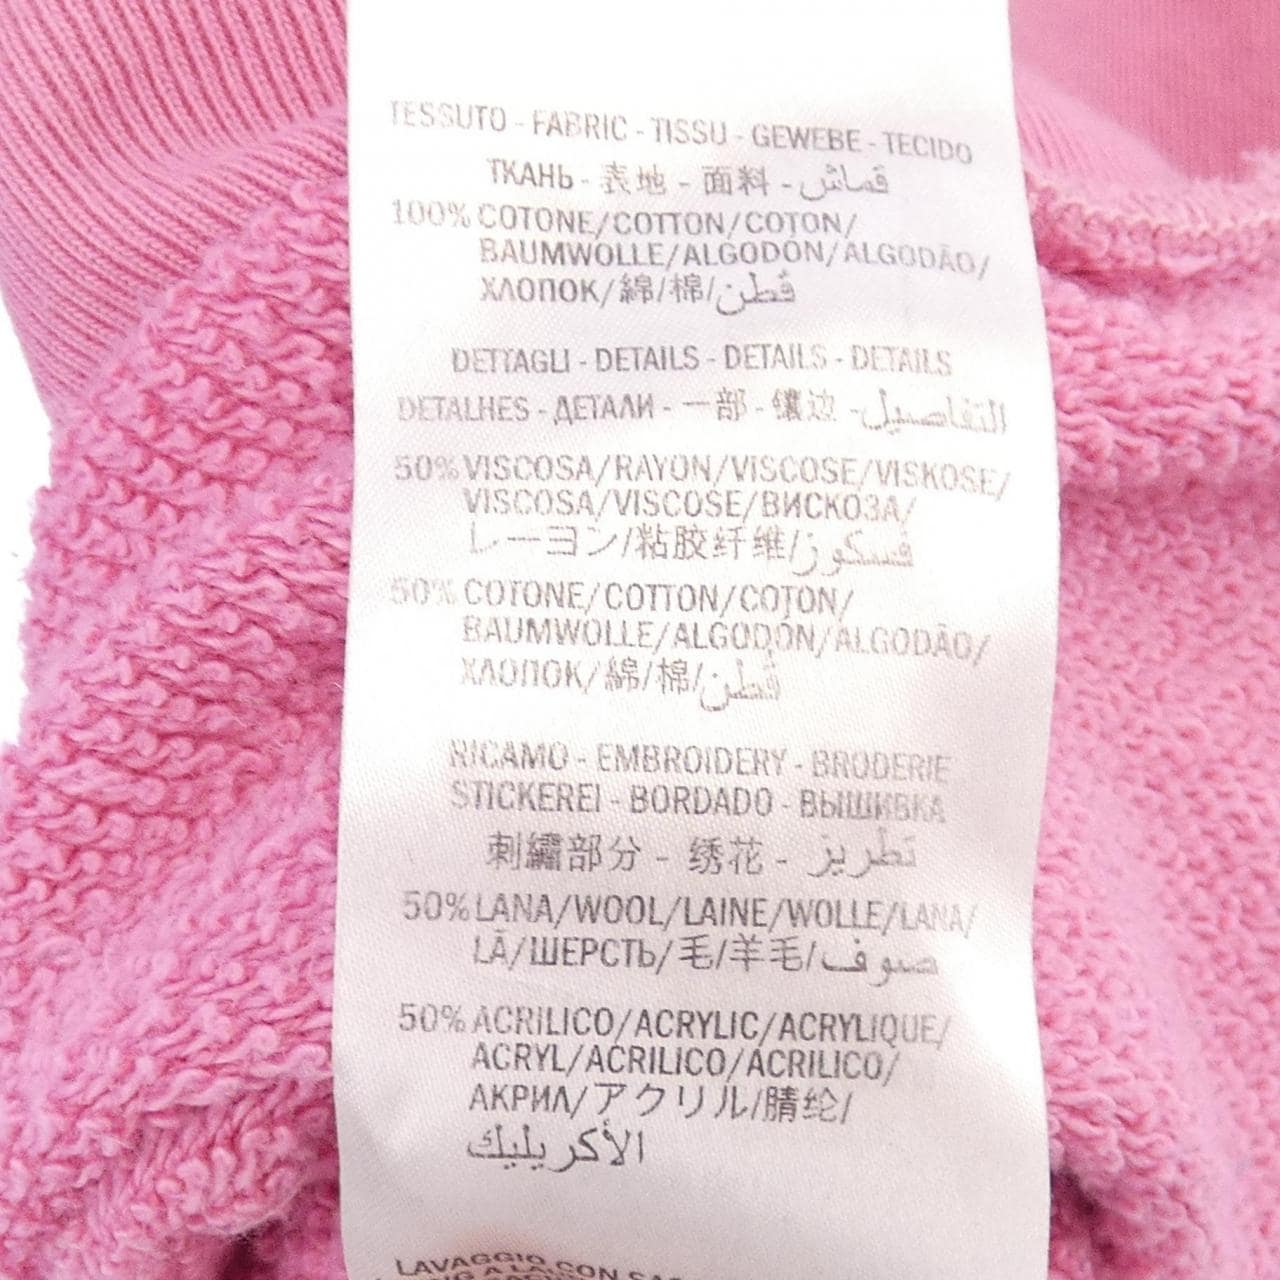 TESSUTO - FABRIC - TISSU - GEWEBE - TECIDO
ТКАНЬ - 表地 - 面料 - قماش
100% COTONE/COTTON/COTON/
BAUMWOLLE/ALGODÓN/ALGODÃO/
ХЛОПОК/綿/棉/قطن
DETTAGLI - DETAILS - DETAILS - DETAILS
DETALHES - ДЕТАЛИ - 一部 - 镶边 - التفاصيل
50% VISCOSA/RAYON/VISCOSE/VISKOSE/
VISCOSA/VISCOSE/ВИСКОЗА/
レーヨン/粘胶纤维/فسكوز
50% COTONE/COTTON/COTON/
BAUMWOLLE/ALGODÓN/ALGODÃO/
ХЛОПОК/綿/棉/قطن
RICAMO - EMBROIDERY - BRODERIE
STICKEREI - BORDADO - ВЫШИВКА
刺繍部分 - 绣花 - تطريز
50% LANA/WOOL/LAINE/WOLLE/LANA/
LÃ/ШЕРСТЬ/毛/羊毛/صوف
50% ACRILICO/ACRYLIC/ACRYLIQUE/
ACRYL/ACRILICO/ACRILICO/
АКРИЛ/アクリル/腈纶/
الأكريليك
LAVAGGIO CON